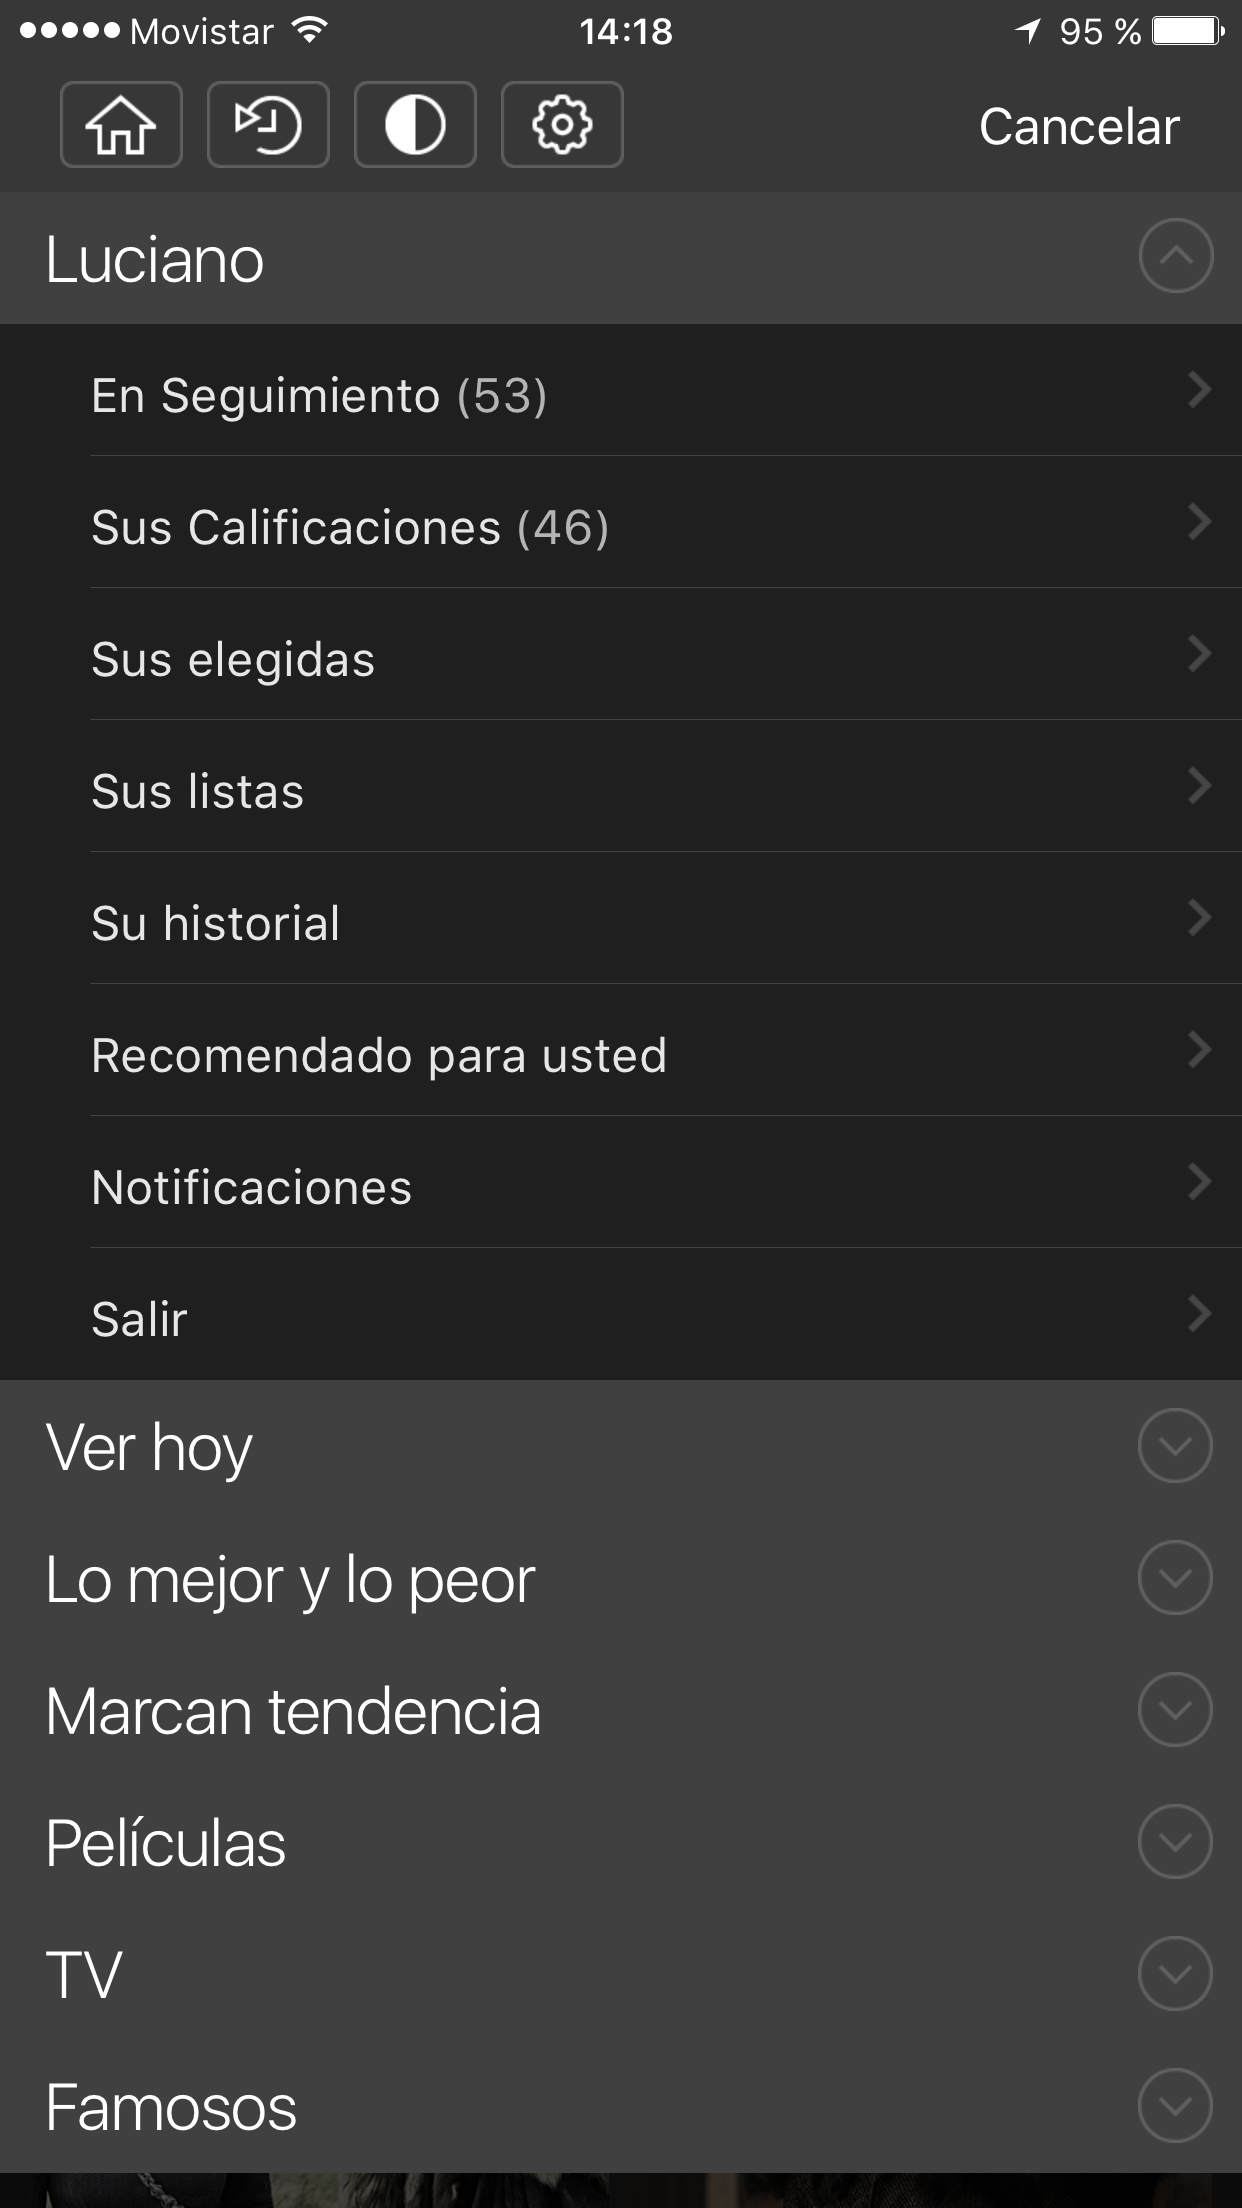 Movistar 14:18 95 %
Cancelar
Luciano
En Seguimiento (53)
Sus Calificaciones (46)
Sus elegidas
Sus listas
Su historial
Recomendado para usted
Notificaciones
Salir
Ver hoy
Lo mejor y lo peor
Marcan tendencia
Películas
TV
Famosos